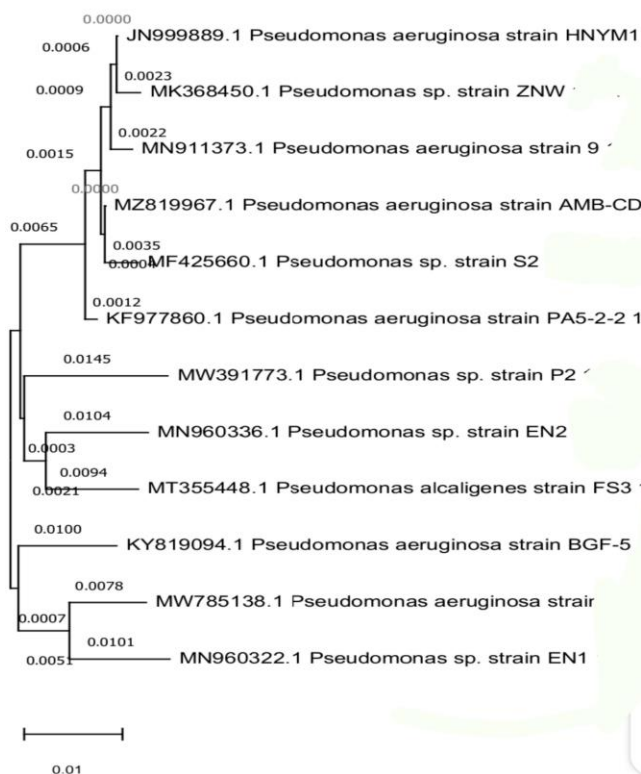 0.0000
JN999889.1 Pseudomonas aeruginosa strain HNYM1
0.0006
0.0023
MK368450.1 Pseudomonas sp. strain ZNW
0.0009
0.0022
MN911373.1 Pseudomonas aeruginosa strain 9
0.0015
0.0000
MZ819967.1 Pseudomonas aeruginosa strain AMB-CD
0.0065
0.0035
MF425660.1 Pseudomonas sp. strain S2
0.0004
0.0012
KF977860.1 Pseudomonas aeruginosa strain PA5-2-2 1
0.0145
MW391773.1 Pseudomonas sp. strain P2
0.0104
MN960336.1 Pseudomonas sp. strain EN2
0.0003
0.0094
MT355448.1 Pseudomonas alcaligenes strain FS3
0.0021
0.0100
KY819094.1 Pseudomonas aeruginosa strain BGF-5
0.0078
MW785138.1 Pseudomonas aeruginosa
0.0007
0.0101
MN960322.1 Pseudomonas sp. strain EN1
0.0051
0.01